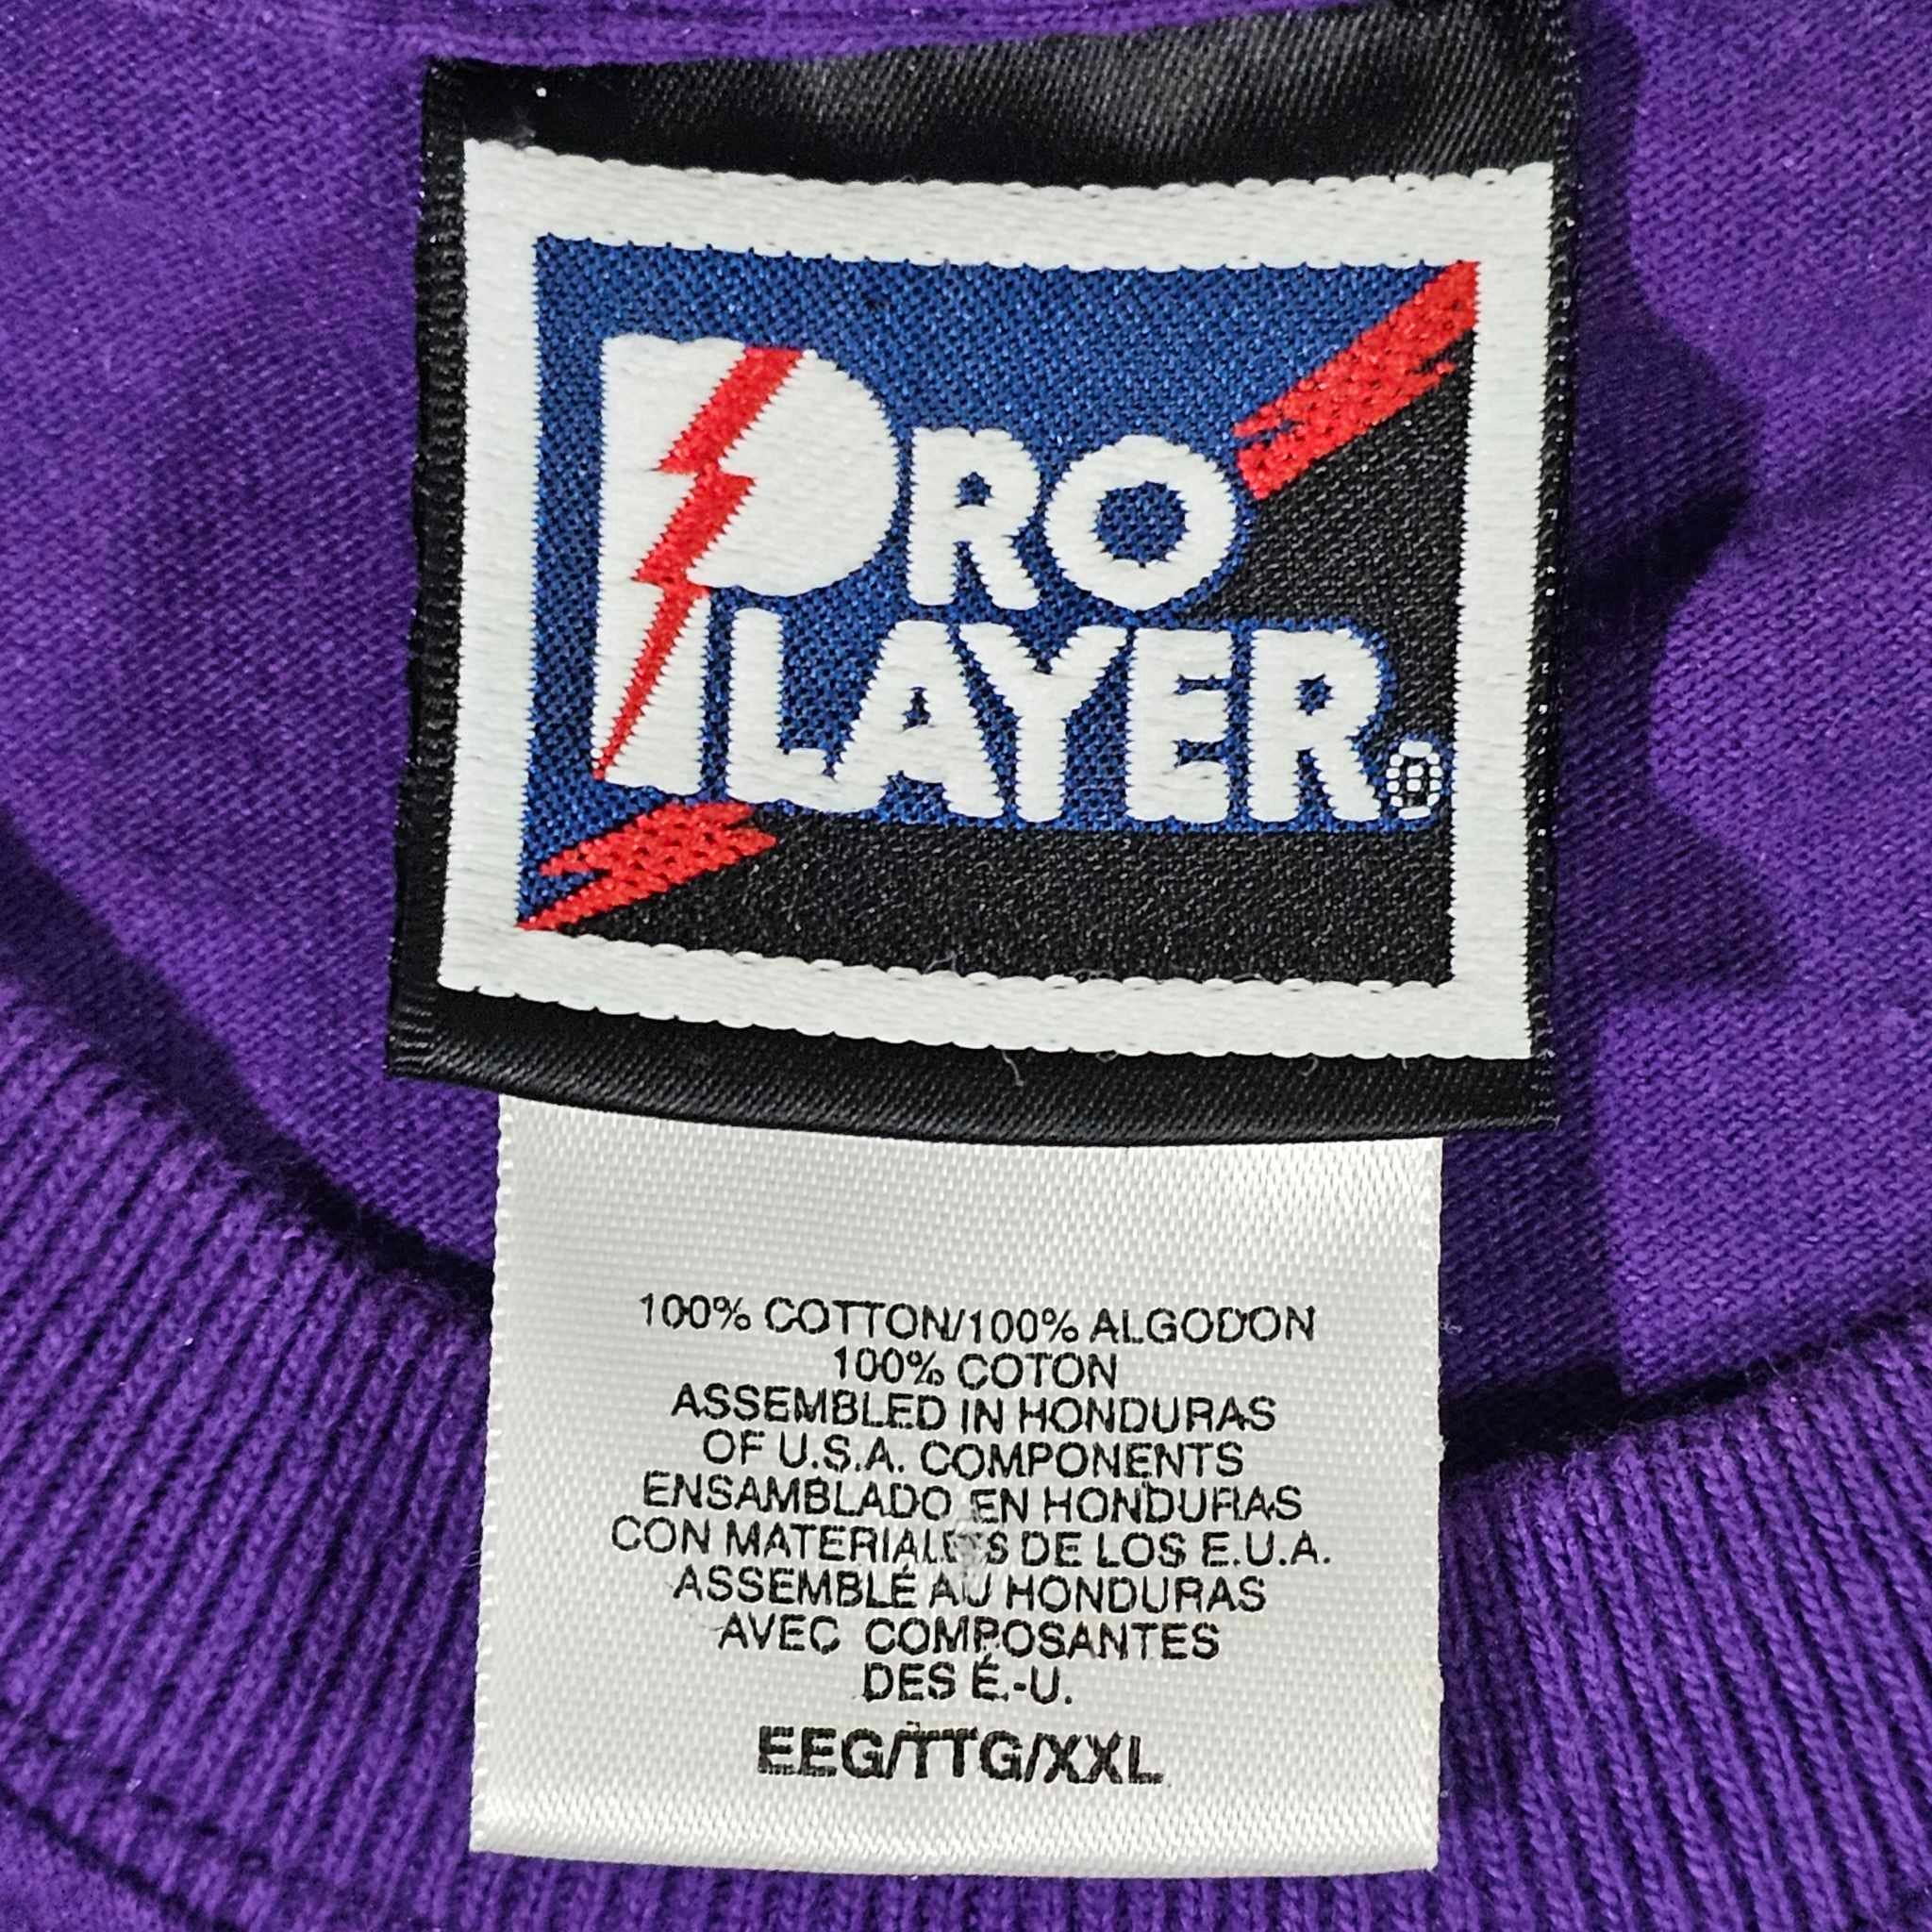 PRO
PLAYER®
100% COTTON/100% ALGODON
100% COTON
ASSEMBLED IN HONDURAS
OF U.S.A. COMPONENTS
ENSAMBLADO EN HONDURAS
CON MATERIALES DE LOS E.U.A.
ASSEMBLÉ AU HONDURAS
AVEC COMPOSANTES
DES É.-U.
EEG/TTG/XXL